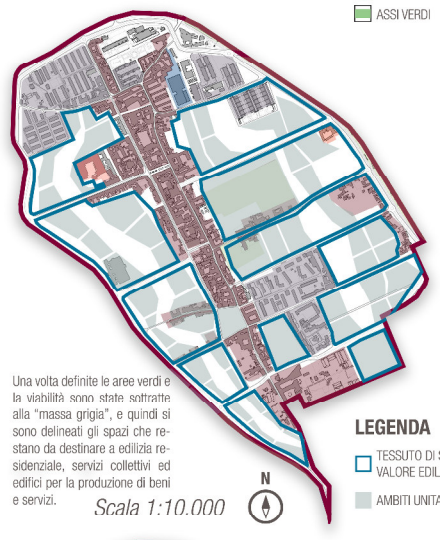 ASSI VERDI
Una volta definite le aree verdi e
la viabilità sono state sottratte
alla "massa grigia", e quindi si
sono delineati gli spazi che re-
stano da destinare a edilizia re-
sidenziale, servizi collettivi ed
edifici per la produzione di beni
e servizi.
Scala 1:10.000
N
LEGENDA
TESSUTO DI S
VALORE EDIL
AMBITI UNITA